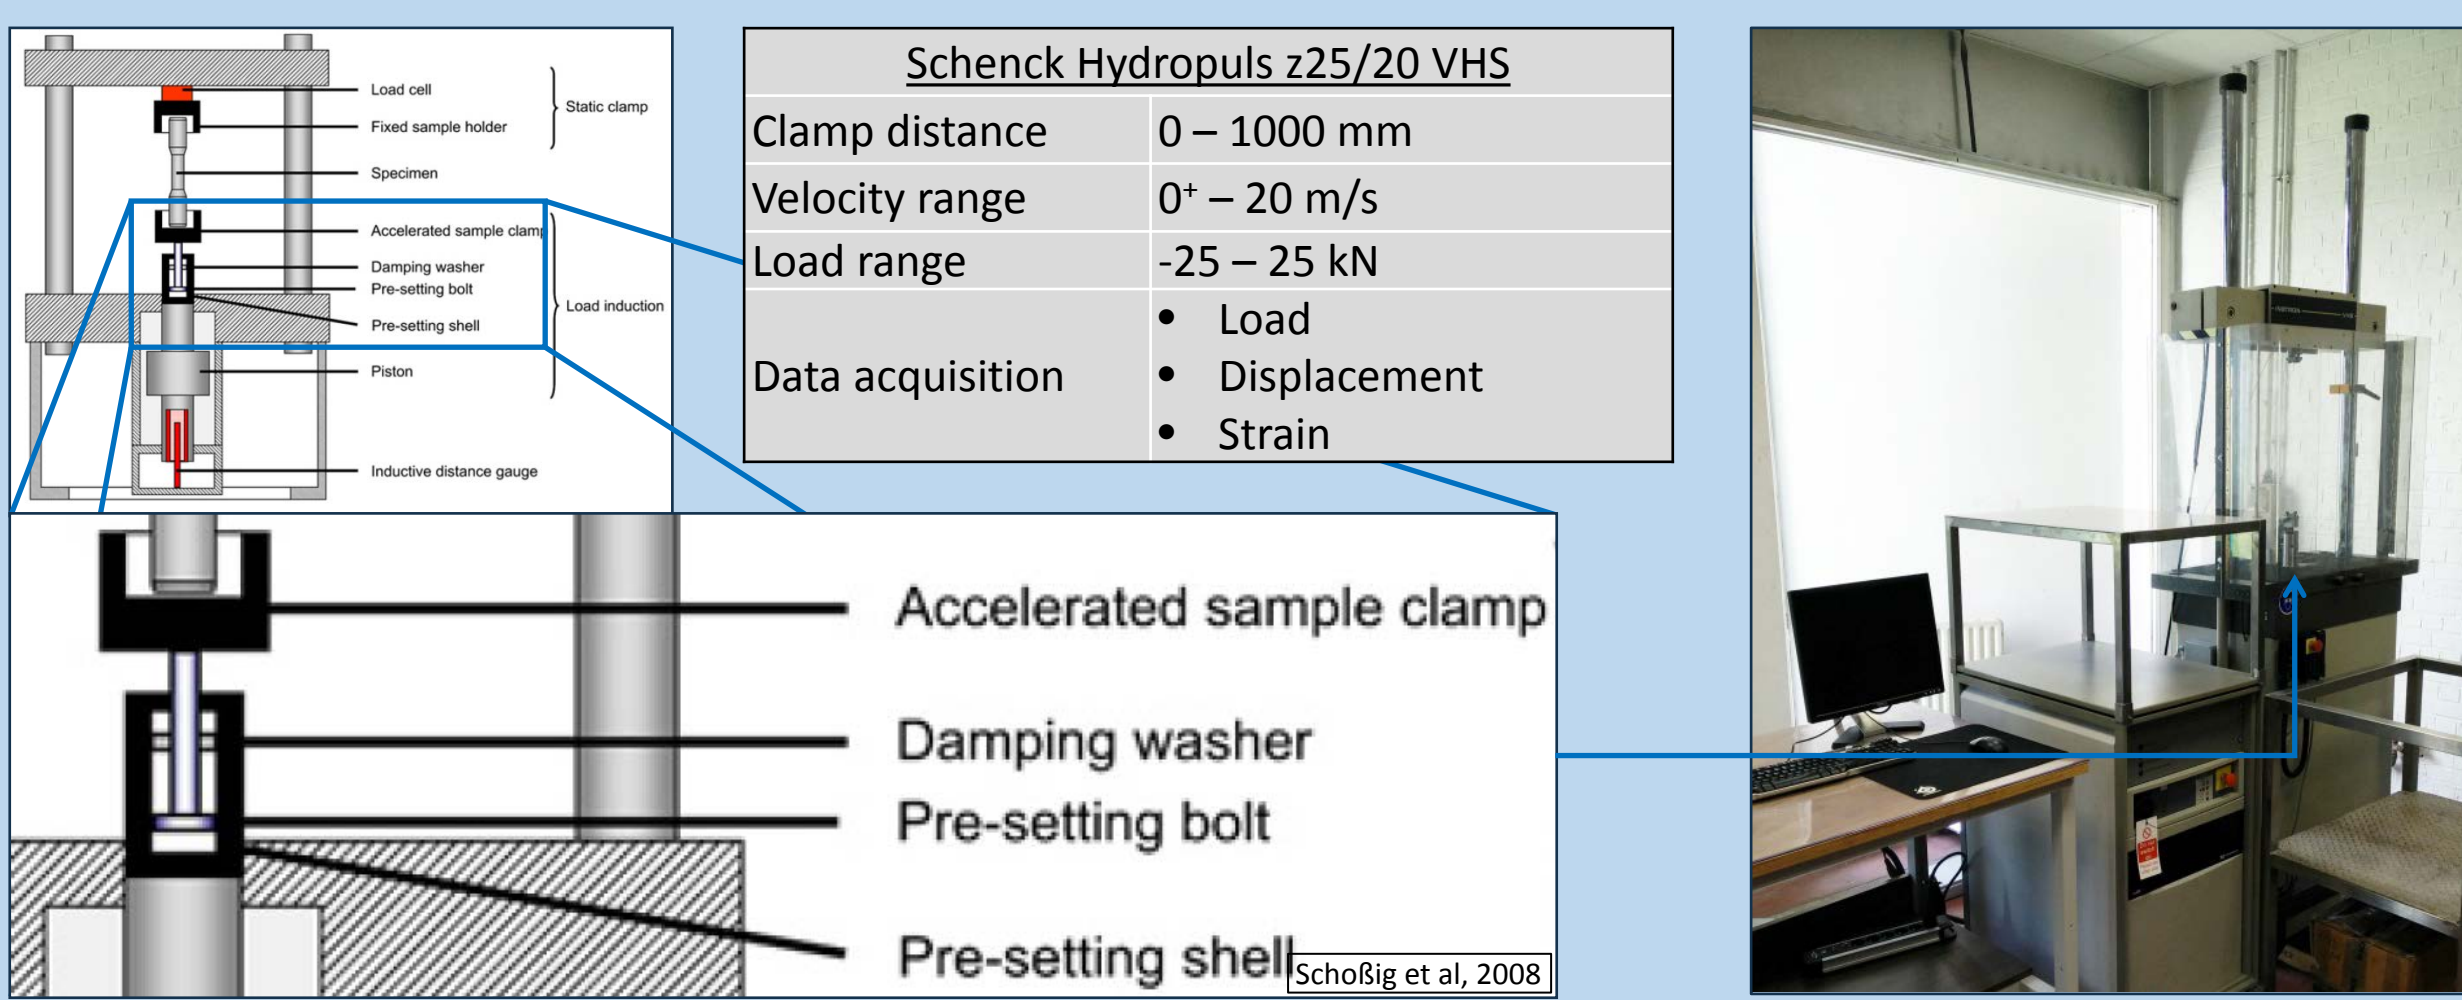 Load cell
Static clamp
Fixed sample holder
Specimen
Accelerated sample clamp
Damping washer
Pre-setting bolt
Load induction
Pre-setting shell
Piston
Inductive distance gauge
Schenck Hydropuls z25/20 VHS
Clamp distance 0 – 1000 mm
Velocity range 0⁺ – 20 m/s
Load range -25 – 25 kN
Data acquisition
• Load
• Displacement
• Strain
Accelerated sample clamp
Damping washer
Pre-setting bolt
Pre-setting shell
Schoßig et al, 2008